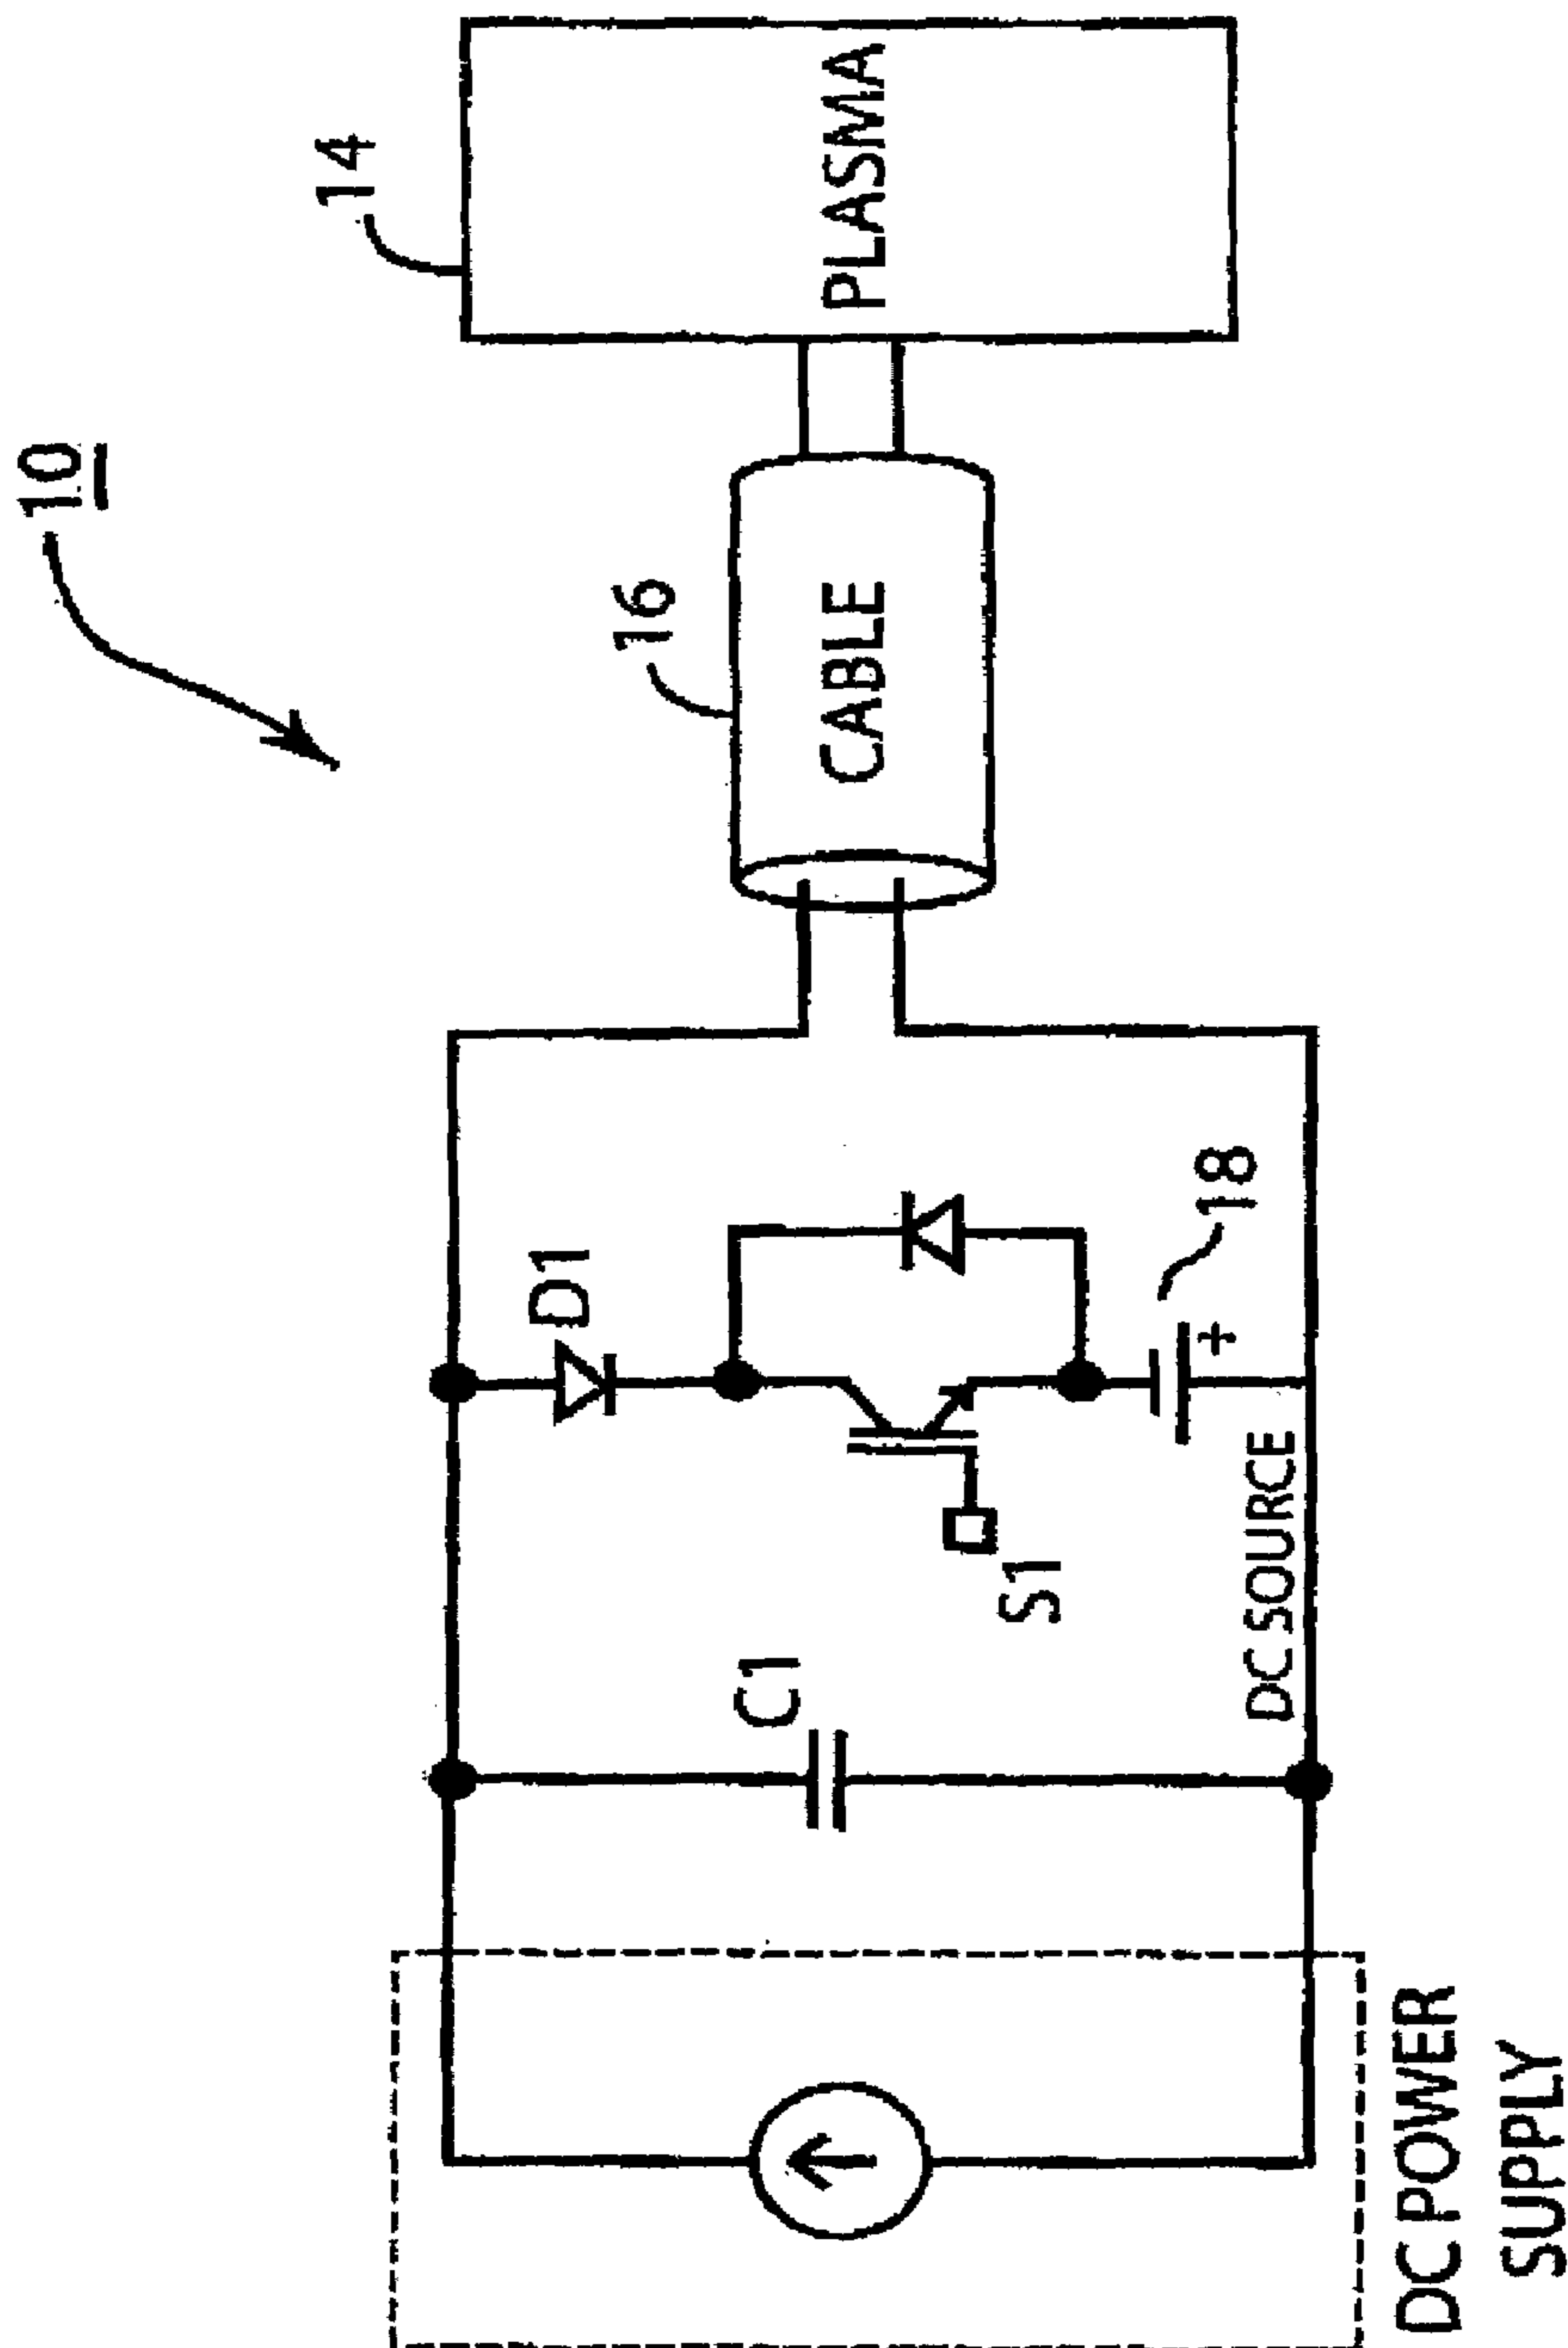 10
14
16
PLASMA
CABLE
D1
18
+
S1
C1
DC SOURCE
DC POWER
SUPPLY